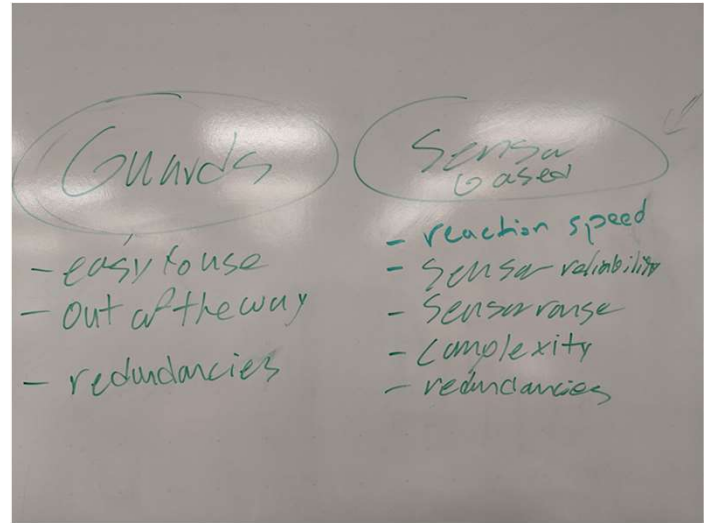 Guards
- easy to use
- out of the way
- redundancies
Sensor
based
- reaction speed
- sensor reliability
- Sensor range
- complexity
- redundancies